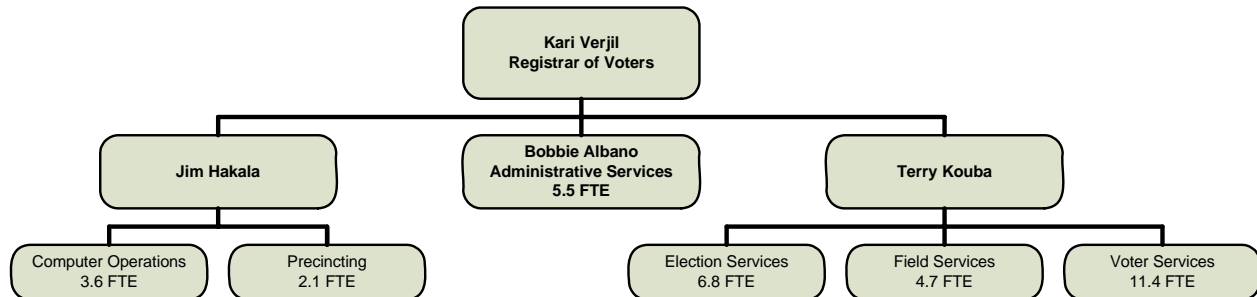 Kari Verjil
Registrar of Voters
Jim Hakala
Bobbie Albano
Administrative Services
5.5 FTE
Terry Kouba
Computer Operations
3.6 FTE
Precincting
2.1 FTE
Election Services
6.8 FTE
Field Services
4.7 FTE
Voter Services
11.4 FTE